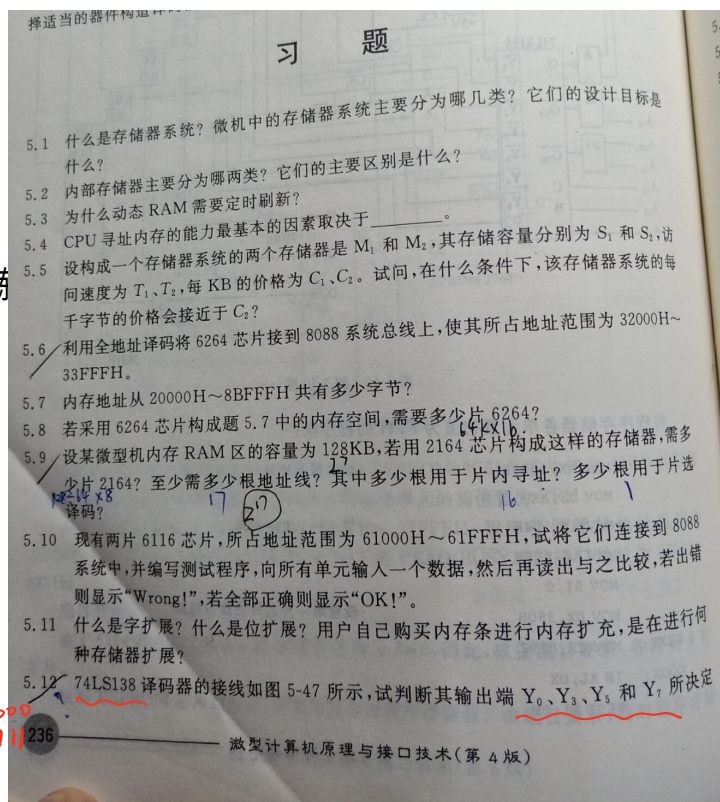 择适当的器件构造译码
习 题
5.1 什么是存储器系统？微机中的存储器系统主要分为哪几类？它们的设计目标是
什么？
5.2 内部存储器主要分为哪两类？它们的主要区别是什么？
5.3 为什么动态 RAM 需要定时刷新？
5.4 CPU 寻址内存的能力最基本的因素取决于________。
5.5 设构成一个存储器系统的两个存储器是 M₁ 和 M₂，其存储容量分别为 S₁ 和 S₂，访
问速度为 T₁、T₂，每 KB 的价格为 C₁、C₂。试问，在什么条件下，该存储器系统的每
千字节的价格会接近于 C₂？
5.6 利用全地址译码将 6264 芯片接到 8088 系统总线上，使其所占地址范围为 32000H～
33FFFH。
5.7 内存地址从 20000H～8BFFFH 共有多少字节？
5.8 若采用 6264 芯片构成题 5.7 中的内存空间，需要多少片 6264？
64K×1b
5.9 设某微型机内存 RAM 区的容量为 128KB，若用 2164 芯片构成这样的存储器，需多
少片 2164？至少需多少根地址线？其中多少根用于片内寻址？多少根用于片选
译码？
17 2¹⁷ 16 1
5.10 现有两片 6116 芯片，所占地址范围为 61000H～61FFFH，试将它们连接到 8088
系统中，并编写测试程序，向所有单元输入一个数据，然后再读出与之比较，若出错
则显示“Wrong!”，若全部正确则显示“OK!”。
5.11 什么是字扩展？什么是位扩展？用户自己购买内存条进行内存扩充，是在进行何
种存储器扩展？
5.12 74LS138 译码器的接线如图 5-47 所示，试判断其输出端 Y₀、Y₃、Y₅ 和 Y₇ 所决定
236 微型计算机原理与接口技术（第 4 版）